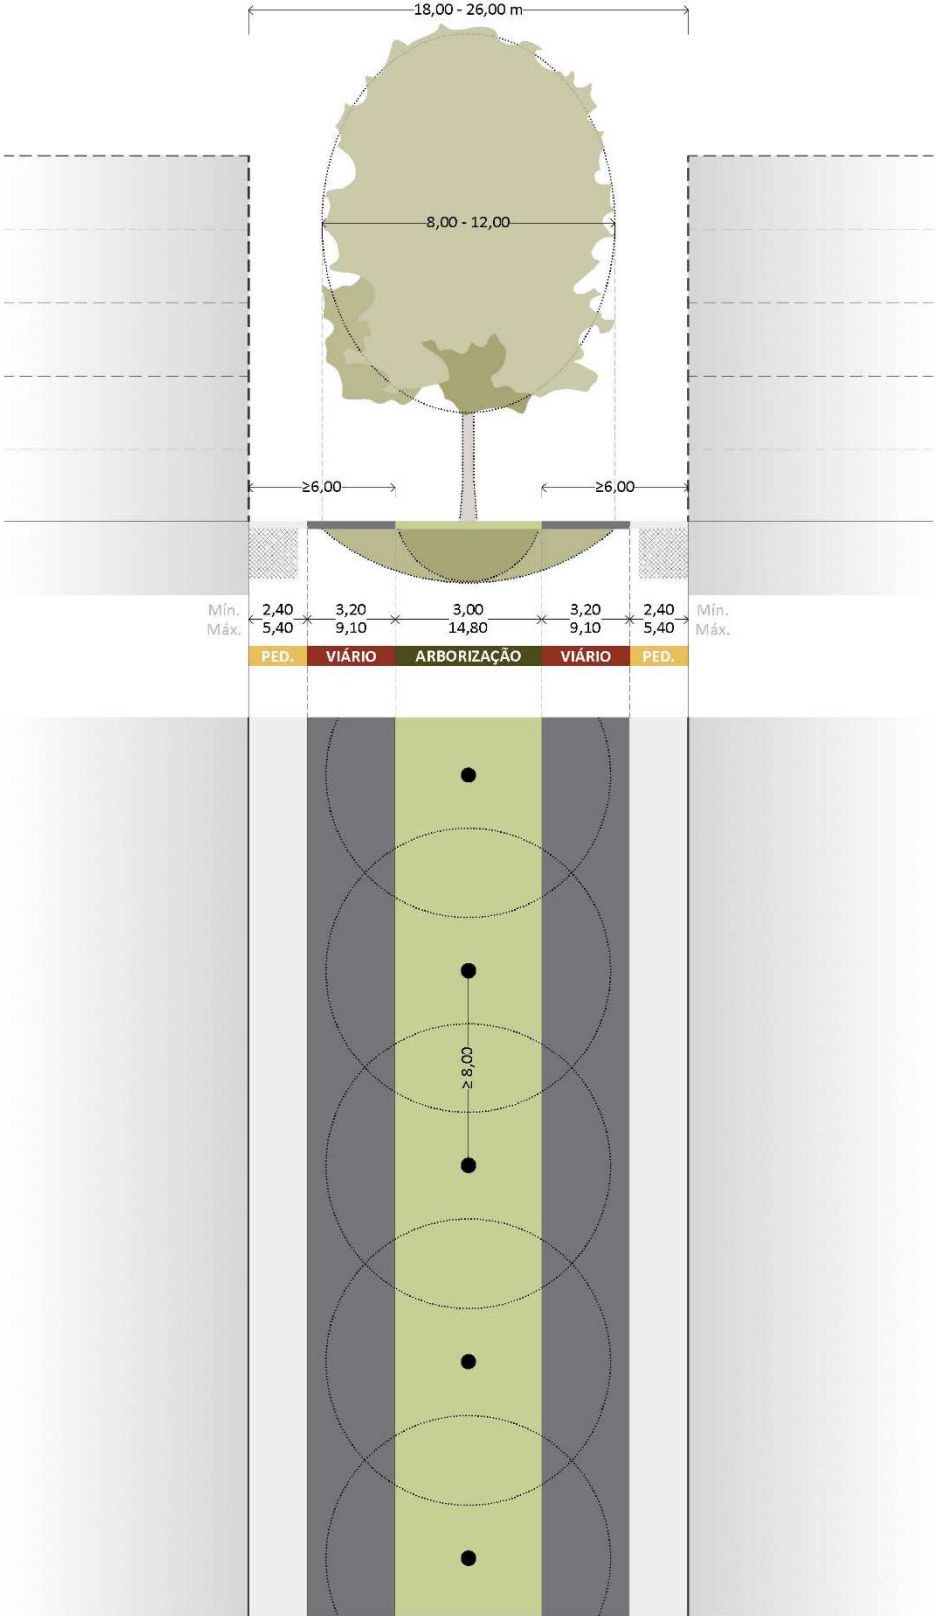 18,00 - 26,00 m
8,00 - 12,00
≥6,00 ≥6,00
Mín. 2,40 3,20 3,00 3,20 2,40 Mín.
Máx. 5,40 9,10 14,80 9,10 5,40 Máx.
PED. VIÁRIO ARBORIZAÇÃO VIÁRIO PED.
≥ 8,00